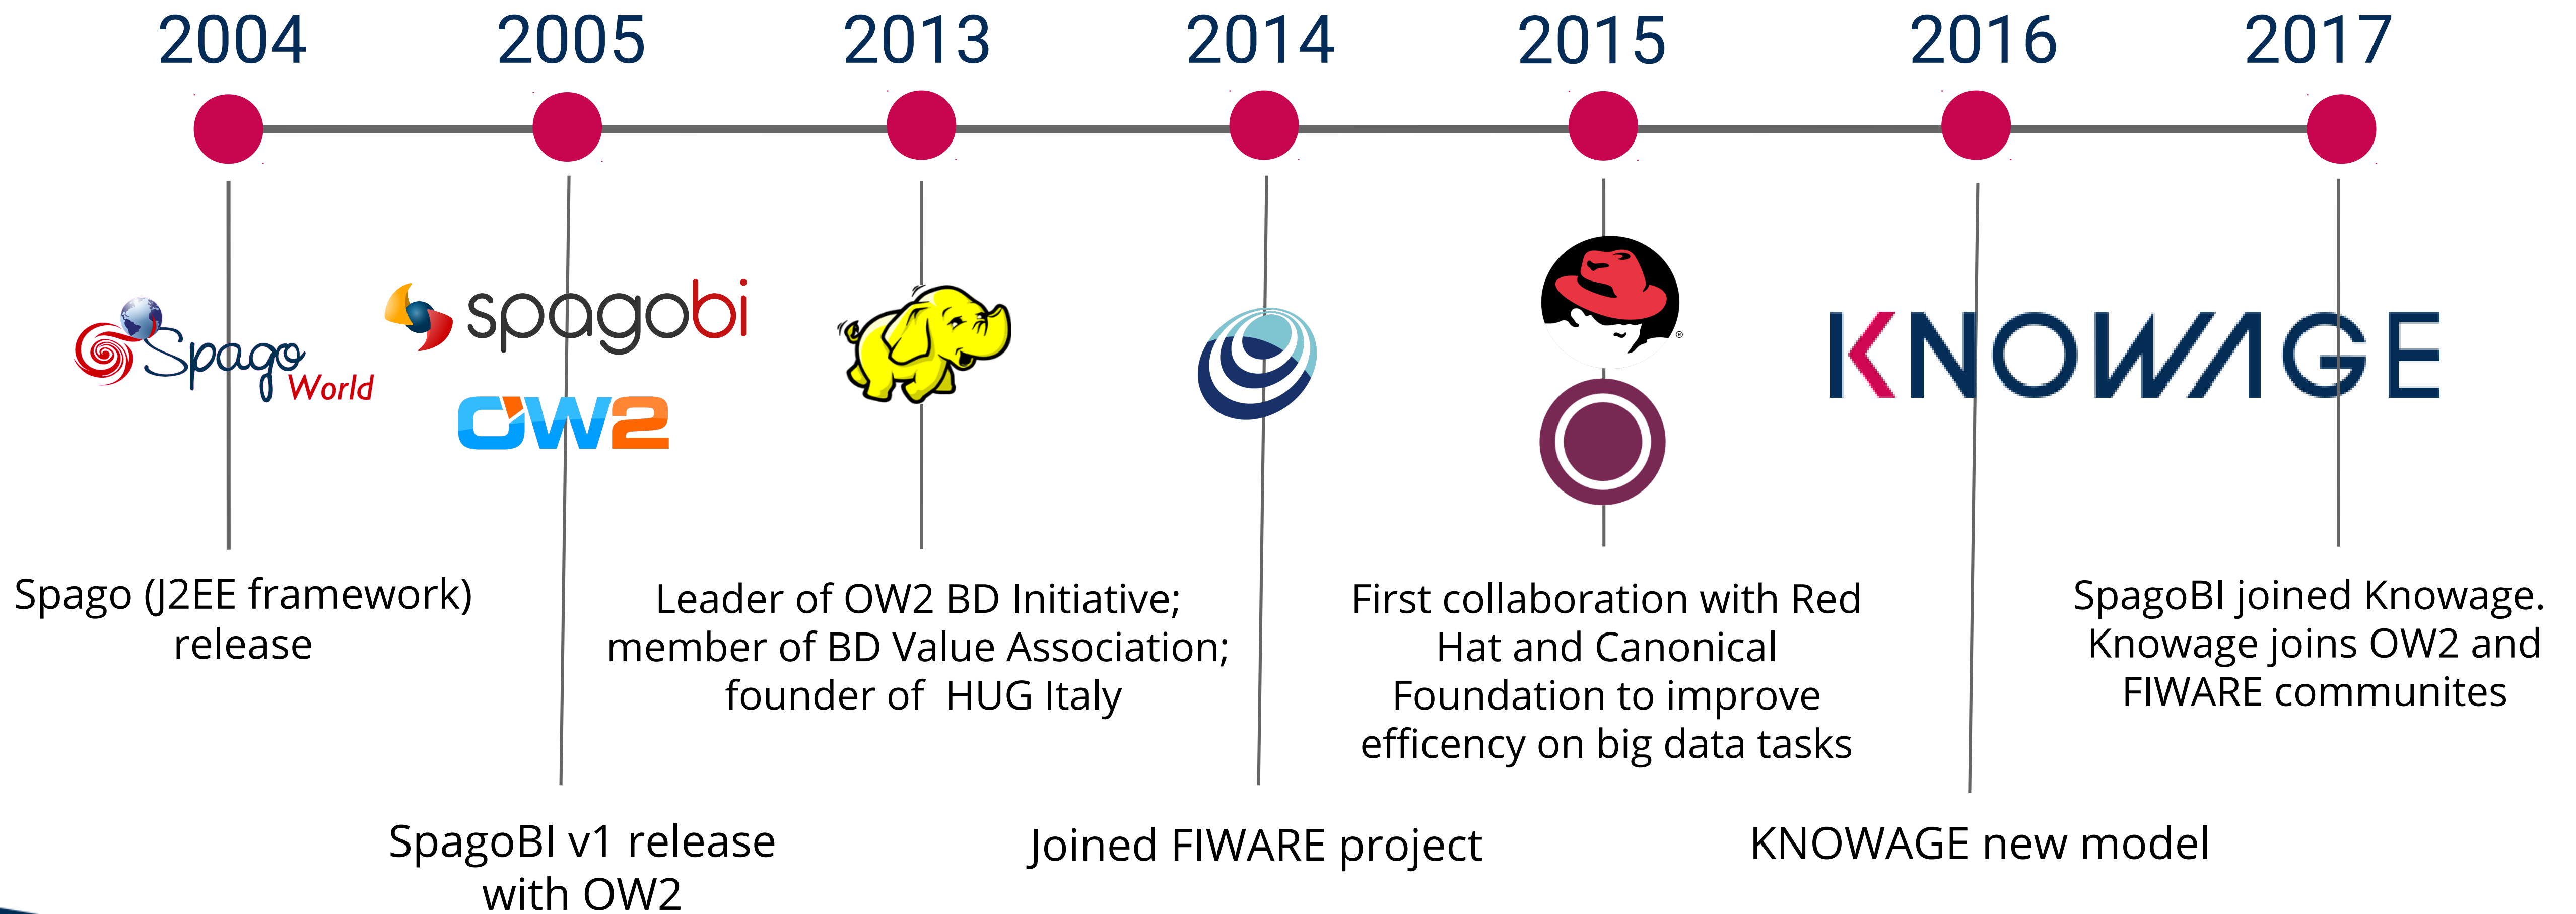 2004
2005
2013
2014
2015
2016
2017
Spago
World
spagobi
OW2
®
KNOWAGE
Spago (J2EE framework)
release
SpagoBI v1 release
with OW2
Leader of OW2 BD Initiative;
member of BD Value Association;
founder of  HUG Italy
Joined FIWARE project
First collaboration with Red
Hat and Canonical
Foundation to improve
efficency on big data tasks
KNOWAGE new model
SpagoBI joined Knowage.
Knowage joins OW2 and
FIWARE communites